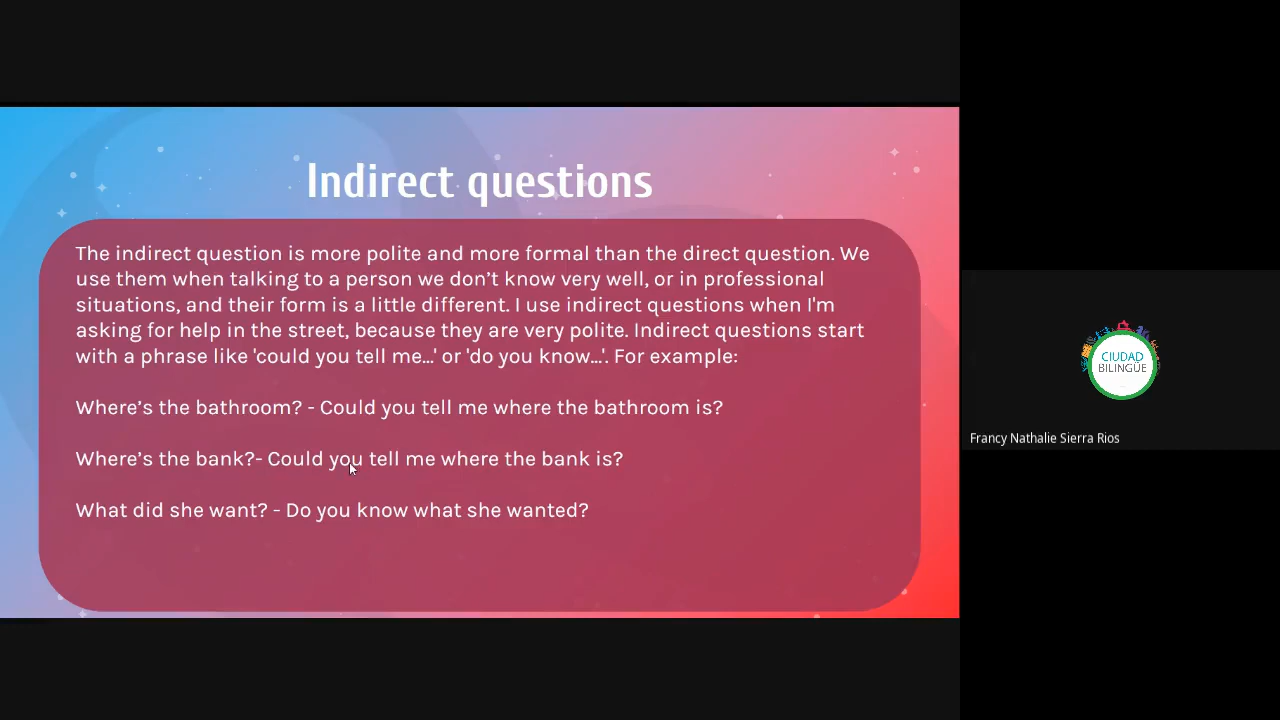 Indirect questions
The indirect question is more polite and more formal than the direct question. We
use them when talking to a person we don’t know very well, or in professional
situations, and their form is a little different. I use indirect questions when I'm
asking for help in the street, because they are very polite. Indirect questions start
with a phrase like 'could you tell me…' or 'do you know…'. For example:
Where’s the bathroom? - Could you tell me where the bathroom is?
Where’s the bank?- Could you tell me where the bank is?
What did she want? - Do you know what she wanted?
CIUDAD
BILINGÜE
Francy Nathalie Sierra Rios